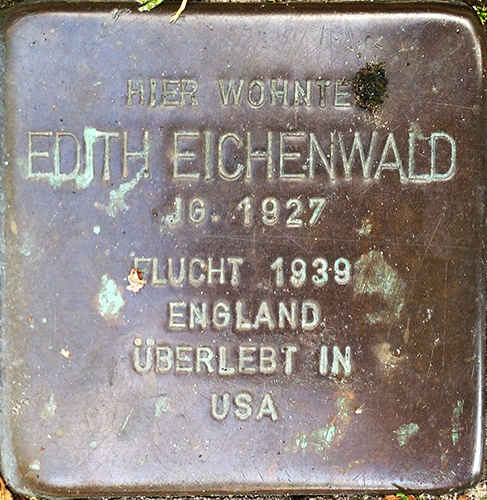 HIER WOHNTE
EDITH EICHENWALD
JG. 1927
FLUCHT 1939
ENGLAND
ÜBERLEBT IN
USA